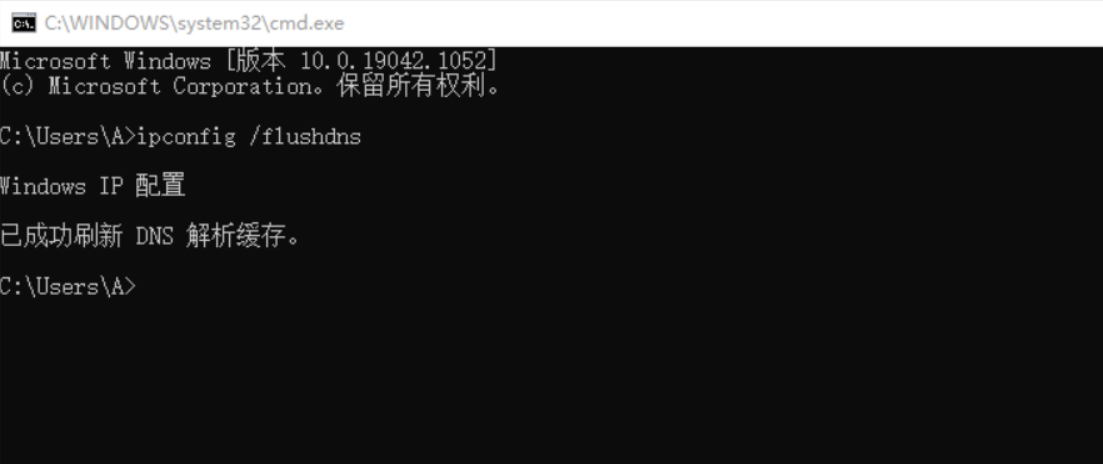 C:\WINDOWS\system32\cmd.exe
Microsoft Windows [版本 10.0.19042.1052]
(c) Microsoft Corporation。保留所有权利。
C:\Users\A>ipconfig /flushdns
Windows IP 配置
已成功刷新 DNS 解析缓存。
C:\Users\A>